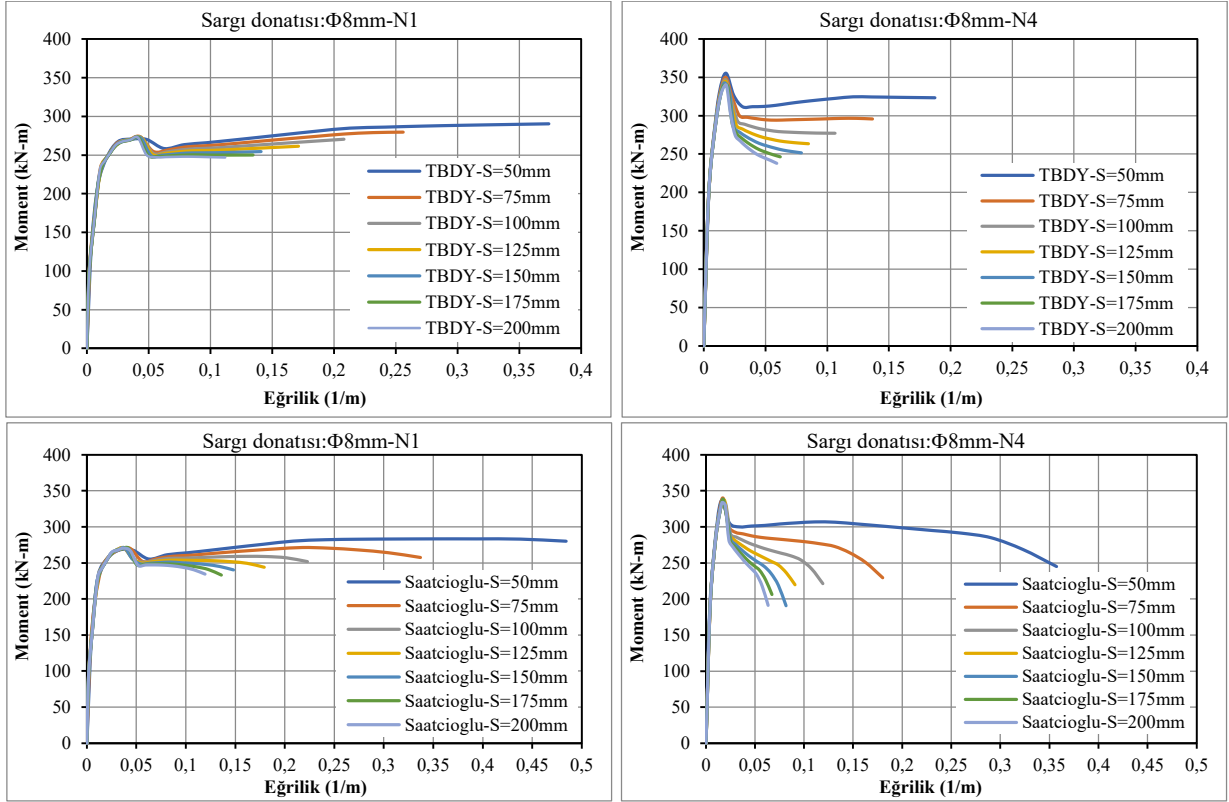 Sargı donatısı:Φ8mm-N1
Moment (kN-m)
400
350
300
250
200
150
100
50
0
TBDY-S=50mm
TBDY-S=75mm
TBDY-S=100mm
TBDY-S=125mm
TBDY-S=150mm
TBDY-S=175mm
TBDY-S=200mm
0 0,05 0,1 0,15 0,2 0,25 0,3 0,35 0,4
Eğrilik (1/m)
Sargı donatısı:Φ8mm-N4
Moment (kN-m)
400
350
300
250
200
150
100
50
0
TBDY-S=50mm
TBDY-S=75mm
TBDY-S=100mm
TBDY-S=125mm
TBDY-S=150mm
TBDY-S=175mm
TBDY-S=200mm
0 0,05 0,1 0,15 0,2 0,25 0,3 0,35 0,4
Eğrilik (1/m)
Sargı donatısı:Φ8mm-N1
Moment (kN-m)
400
350
300
250
200
150
100
50
0
Saatcioglu-S=50mm
Saatcioglu-S=75mm
Saatcioglu-S=100mm
Saatcioglu-S=125mm
Saatcioglu-S=150mm
Saatcioglu-S=175mm
Saatcioglu-S=200mm
0 0,05 0,1 0,15 0,2 0,25 0,3 0,35 0,4 0,45 0,5
Eğrilik (1/m)
Sargı donatısı:Φ8mm-N4
Moment (kN-m)
400
350
300
250
200
150
100
50
0
Saatcioglu-S=50mm
Saatcioglu-S=75mm
Saatcioglu-S=100mm
Saatcioglu-S=125mm
Saatcioglu-S=150mm
Saatcioglu-S=175mm
Saatcioglu-S=200mm
0 0,05 0,1 0,15 0,2 0,25 0,3 0,35 0,4 0,45 0,5
Eğrilik (1/m)